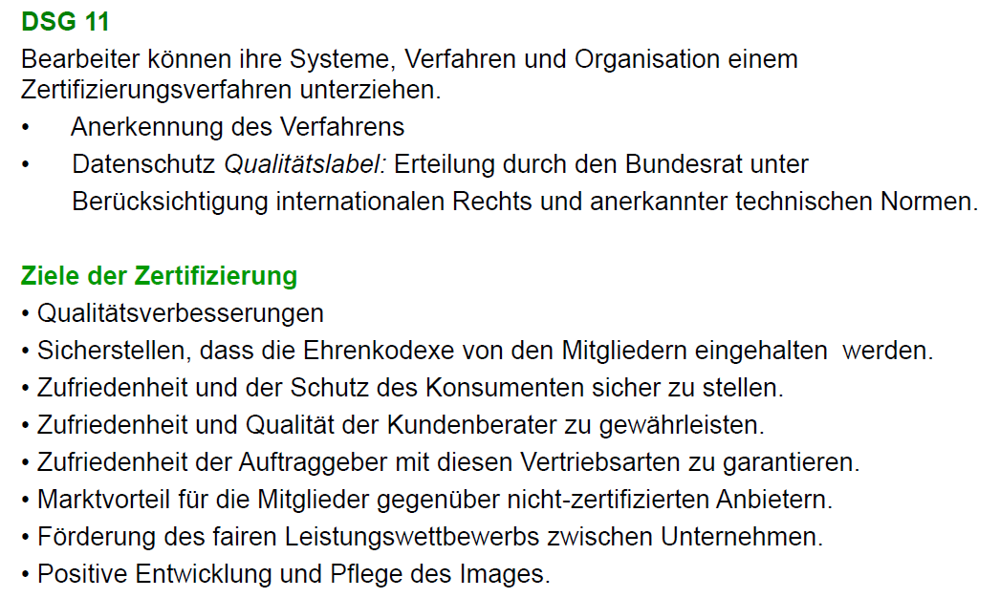 DSG 11
Bearbeiter können ihre Systeme, Verfahren und Organisation einem
Zertifizierungsverfahren unterziehen.
• Anerkennung des Verfahrens
• Datenschutz Qualitätslabel: Erteilung durch den Bundesrat unter
Berücksichtigung internationalen Rechts und anerkannter technischen Normen.
Ziele der Zertifizierung
• Qualitätsverbesserungen
• Sicherstellen, dass die Ehrenkodexe von den Mitgliedern eingehalten werden.
• Zufriedenheit und der Schutz des Konsumenten sicher zu stellen.
• Zufriedenheit und Qualität der Kundenberater zu gewährleisten.
• Zufriedenheit der Auftraggeber mit diesen Vertriebsarten zu garantieren.
• Marktvorteil für die Mitglieder gegenüber nicht-zertifizierten Anbietern.
• Förderung des fairen Leistungswettbewerbs zwischen Unternehmen.
• Positive Entwicklung und Pflege des Images.